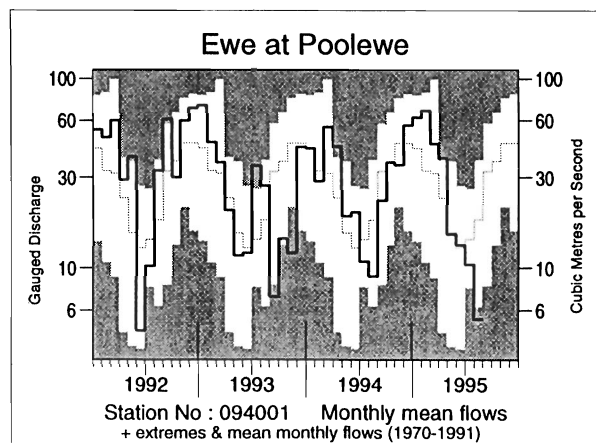 Ewe at Poolewe
100
60
30
10
6
Gauged Discharge
100
60
30
10
6
Cubic Metres per Second
1992 1993 1994 1995
Station No : 094001 Monthly mean flows
+ extremes & mean monthly flows (1970-1991)